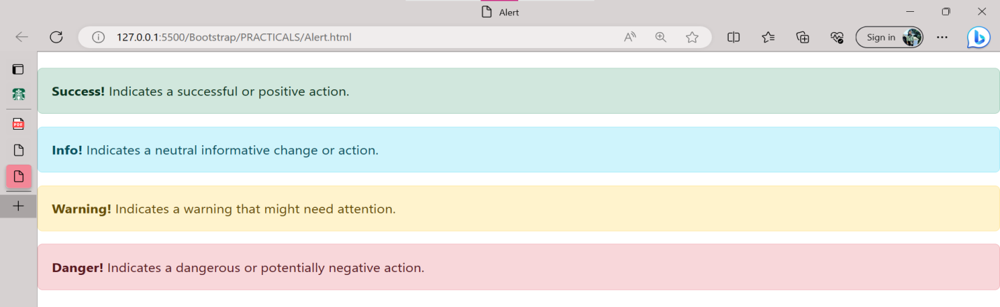 Alert
127.0.0.1:5500/Bootstrap/PRACTICALS/Alert.html
A
Sign in
Success! Indicates a successful or positive action.
Info! Indicates a neutral informative change or action.
PDF
Warning! Indicates a warning that might need attention.
Danger! Indicates a dangerous or potentially negative action.